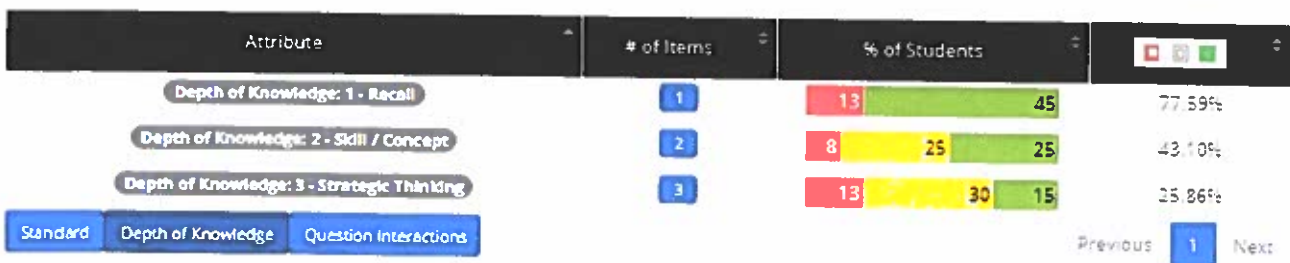 Attribute # of Items % of Students
Depth of Knowledge: 1 - Recall 1 13 45 77.59%
Depth of Knowledge: 2 - Skill / Concept 2 8 25 25 43.10%
Depth of Knowledge: 3 - Strategic Thinking 3 13 30 15 25.86%
Standard Depth of Knowledge Question Interactions Previous 1 Next